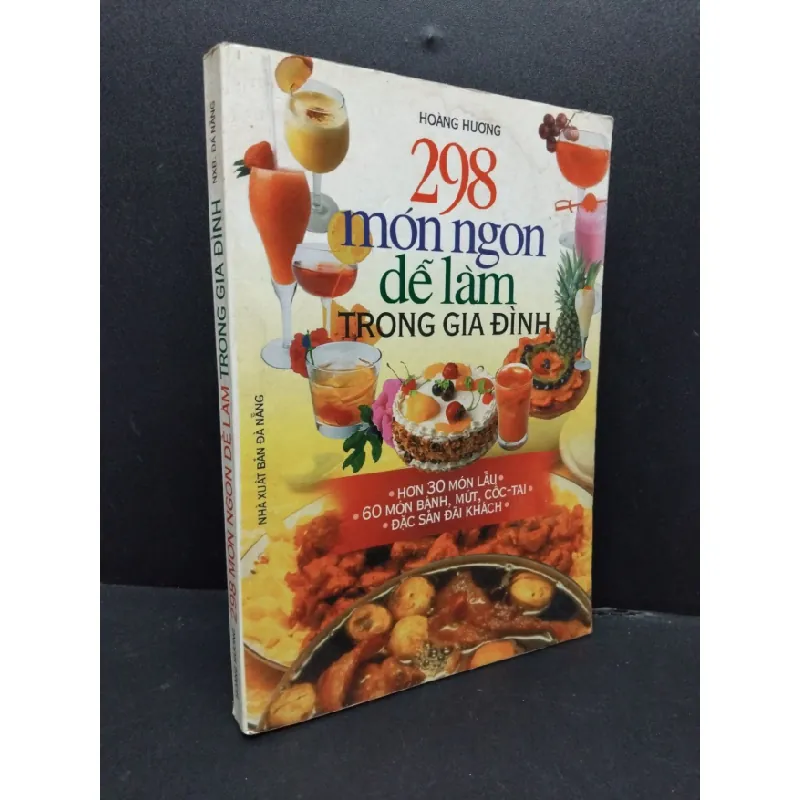 HOÀNG HƯƠNG
298
món ngon
dễ làm
TRONG GIA ĐÌNH
• HƠN 30 MÓN LẨU •
• 60 MÓN BÁNH, MỨT, CỐC-TAI •
• ĐẶC SẢN ĐÃI KHÁCH •
NHÀ XUẤT BẢN ĐÀ NẴNG
298 MÓN NGON DỄ LÀM TRONG GIA ĐÌNH NXB. ĐÀ NẴNG